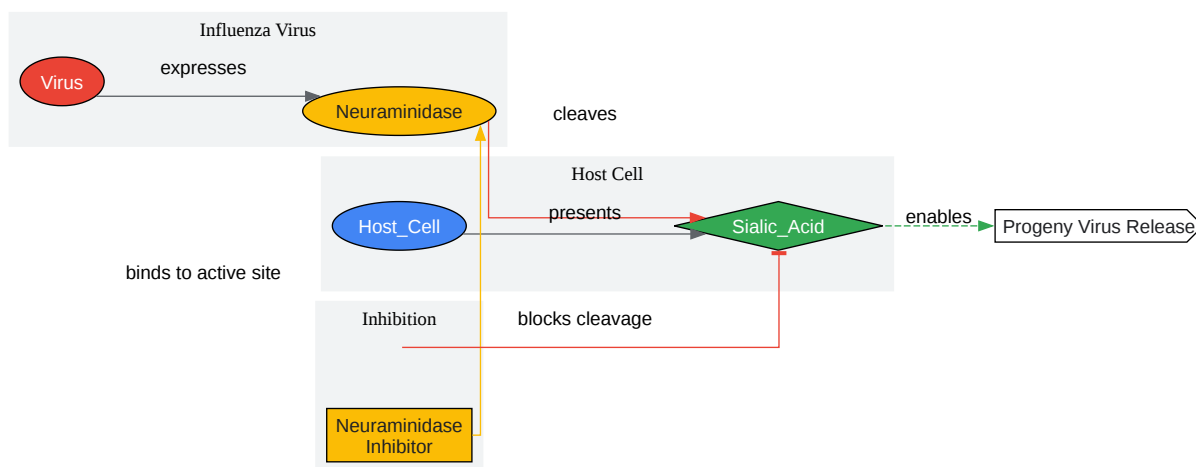 Influenza Virus
expresses
Virus
Neuraminidase
cleaves
Host Cell
presents
Host_Cell
Sialic_Acid
enables
Progeny Virus Release
binds to active site
Inhibition
blocks cleavage
Neuraminidase
Inhibitor